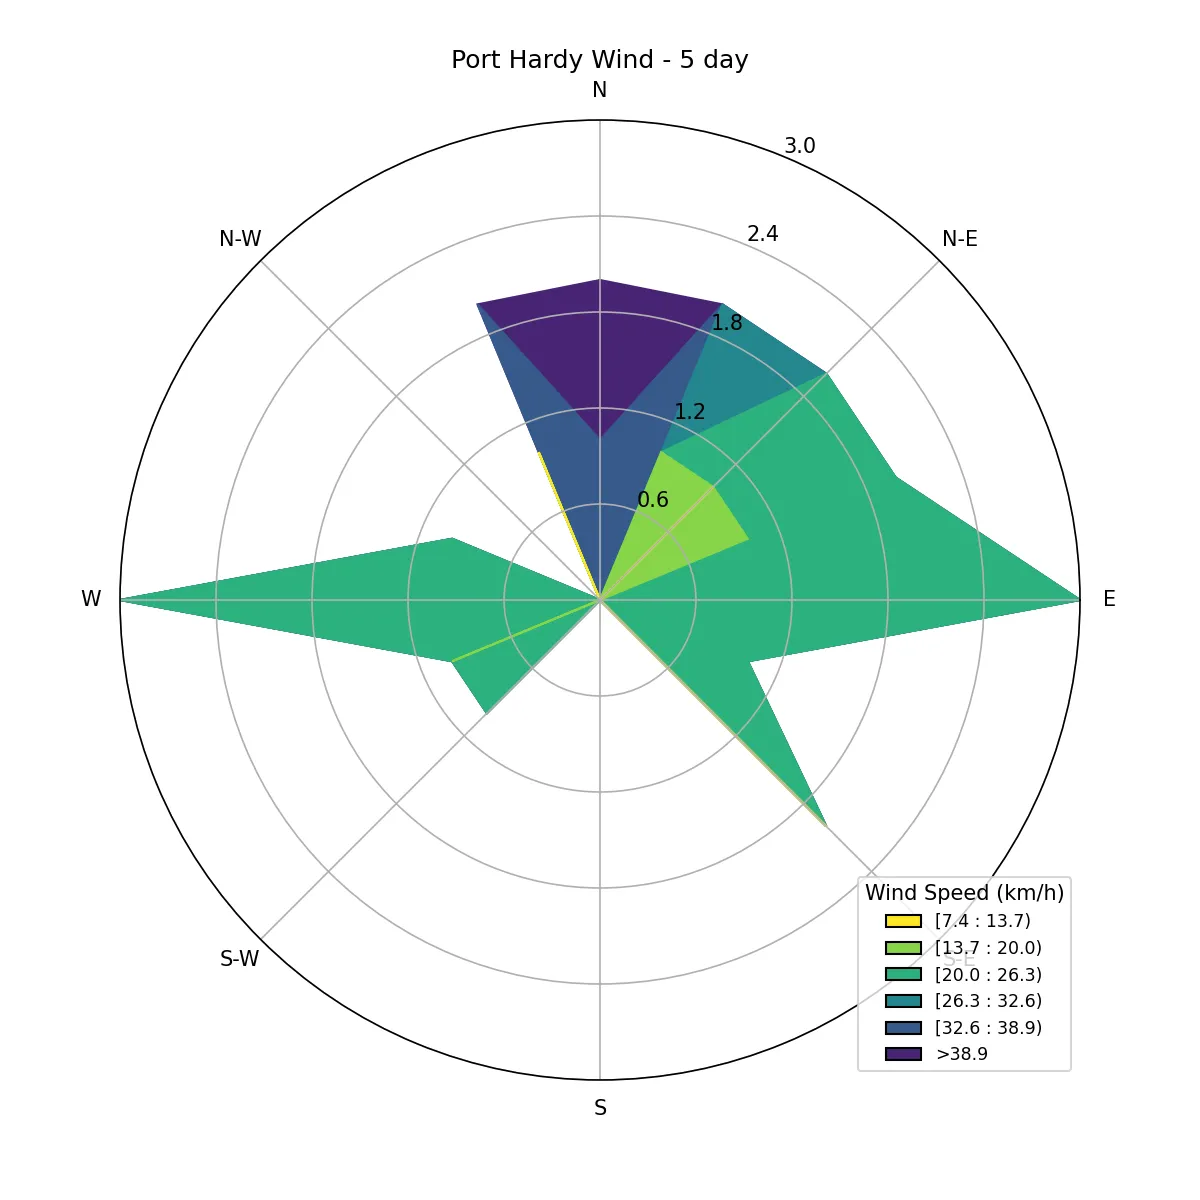 Port Hardy Wind - 5 day
N
3.0
N-W
2.4
N-E
1.8
1.2
0.6
W
E
Wind Speed (km/h)
[7.4 : 13.7)
[13.7 : 20.0)
S-W
S-E
[20.0 : 26.3)
[26.3 : 32.6)
[32.6 : 38.9)
>38.9
S